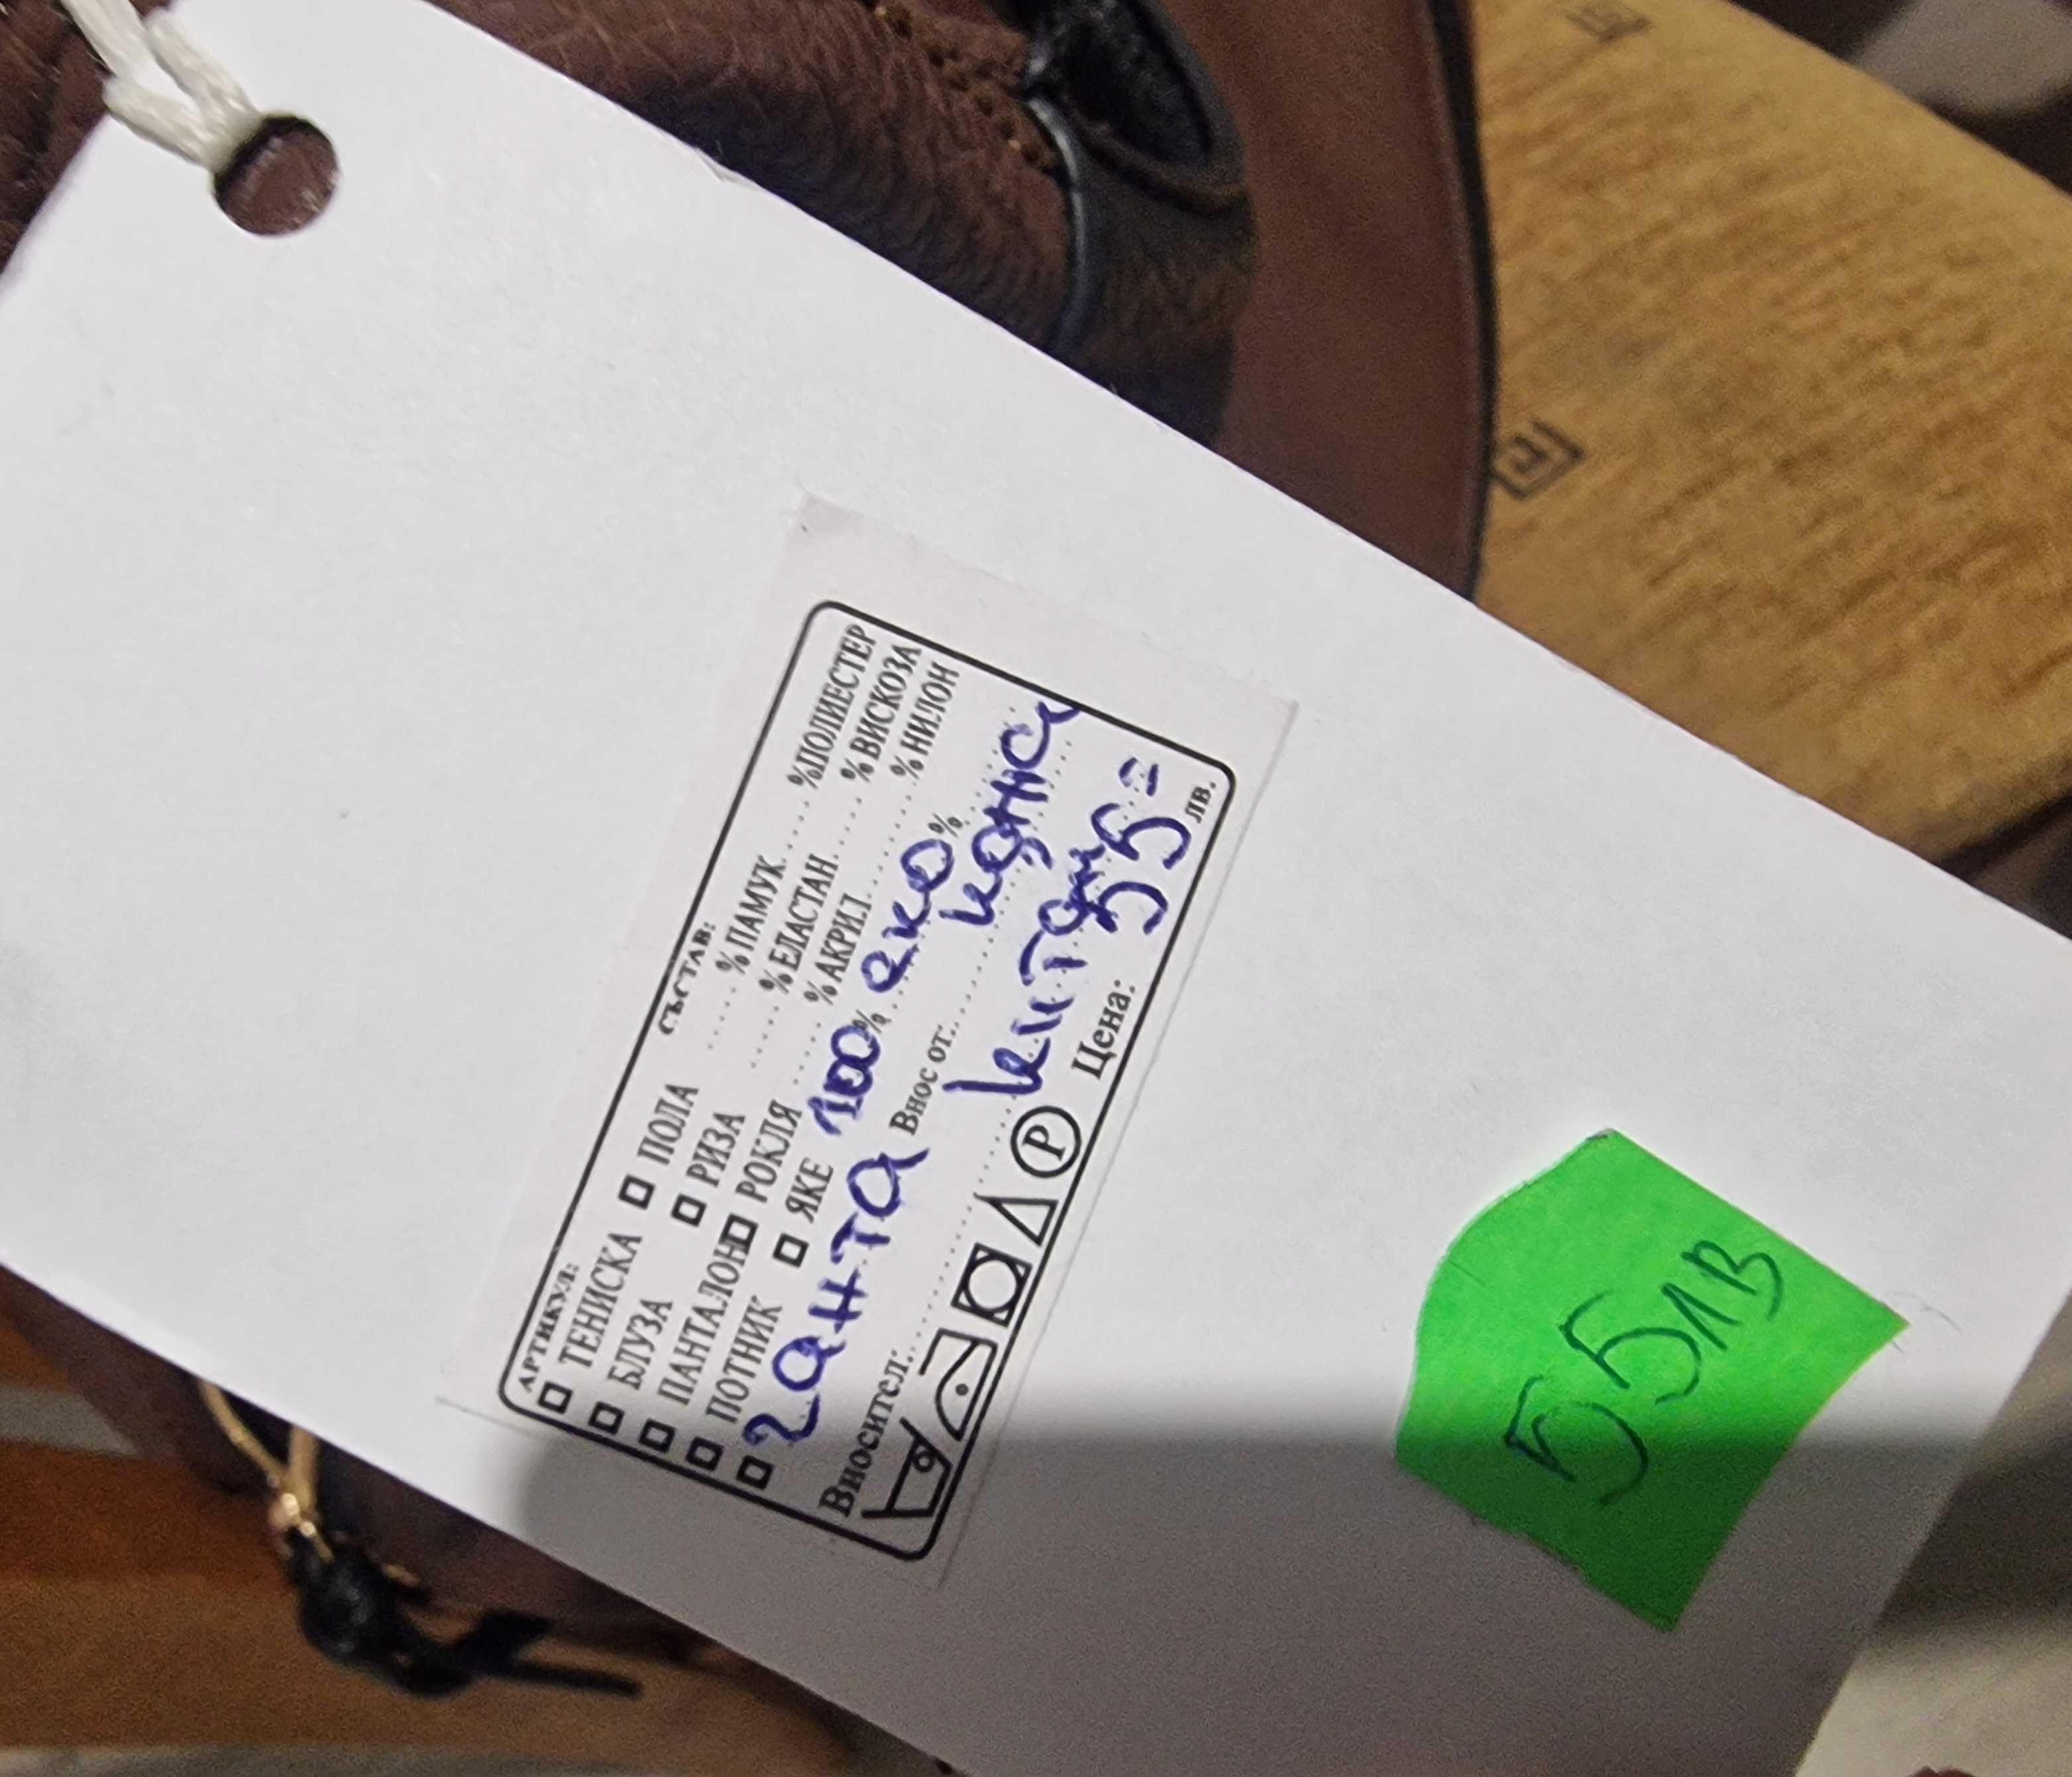 АРТИКУЛ: СЪСТАВ:
ТЕНИСКА ПОЛА ........% ПАМУК........%ПОЛИЕСТЕР
БЛУЗА РИЗА ........% ЕЛАСТАН........% ВИСКОЗА
ПАНТАЛОН РОКЛЯ ........% АКРИЛ........% НИЛОН
ПОТНИК ЯКЕ 100% еко %
чанта кожа
Внос от:
Вносител: Китай
P Цена: 55= лв.
55лв